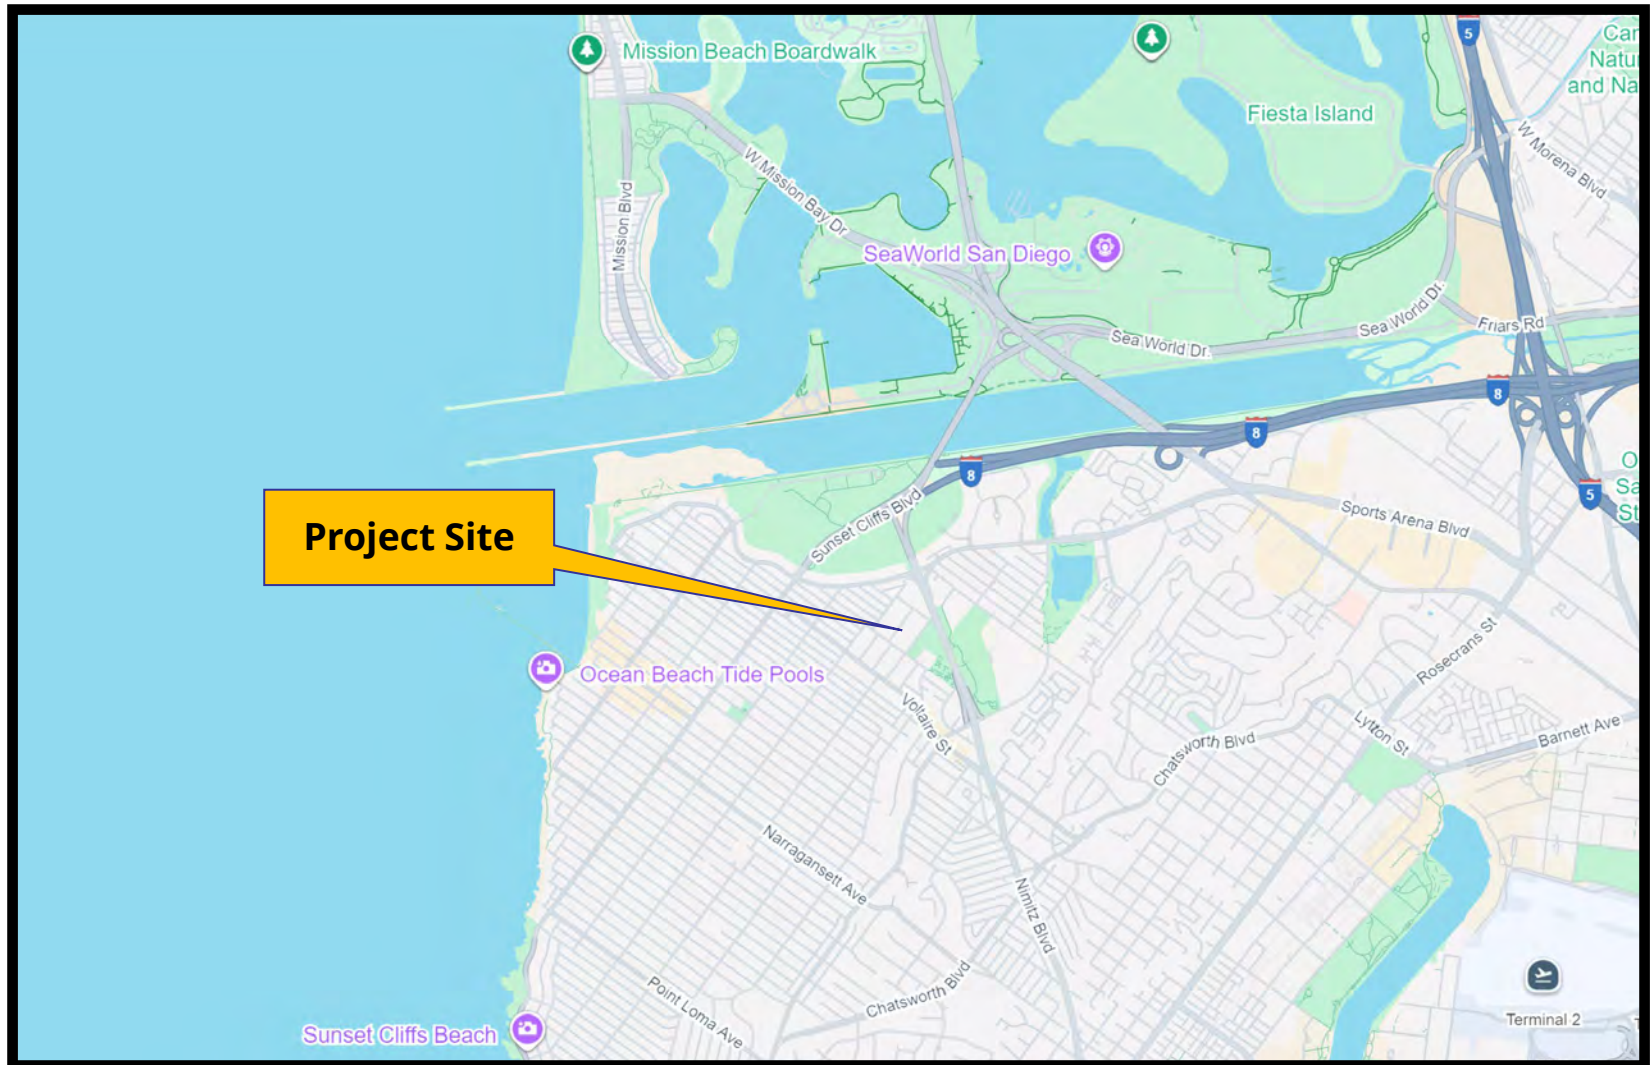 Mission Beach Boardwalk
5
Natu
and Na
Fiesta Island
W Mission Bay Dr
W Morena Blvd
Mission Blvd
SeaWorld San Diego
Sea World Dr.
Sea World Dr.
Friars Rd
8
8
8
5
Sunset Cliffs Blvd
Sports Arena Blvd
Project Site
Ocean Beach Tide Pools
Voltaire St
Rosecrans St
Chatsworth Blvd
Lytton St
Barnett Ave
Narragansett Ave
Nimitz Blvd
Chatsworth Blvd
Point Loma Ave
Sunset Cliffs Beach
Terminal 2